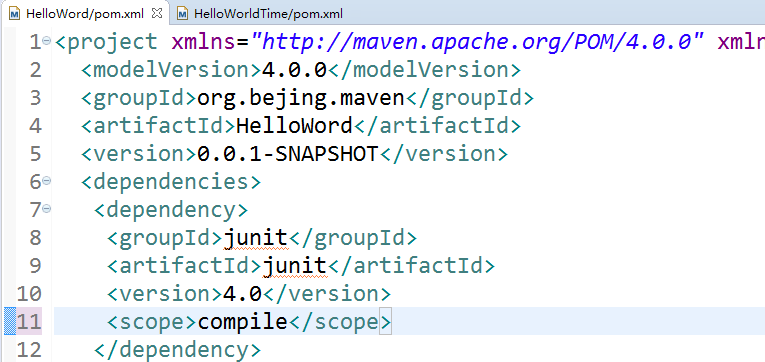 HelloWord/pom.xml HelloWorldTime/pom.xml
1 <project xmlns="http://maven.apache.org/POM/4.0.0" xmln
2 <modelVersion>4.0.0</modelVersion>
3 <groupId>org.bejing.maven</groupId>
4 <artifactId>HelloWord</artifactId>
5 <version>0.0.1-SNAPSHOT</version>
6 <dependencies>
7 <dependency>
8 <groupId>junit</groupId>
9 <artifactId>junit</artifactId>
10 <version>4.0</version>
11 <scope>compile</scope>
12 </dependency>